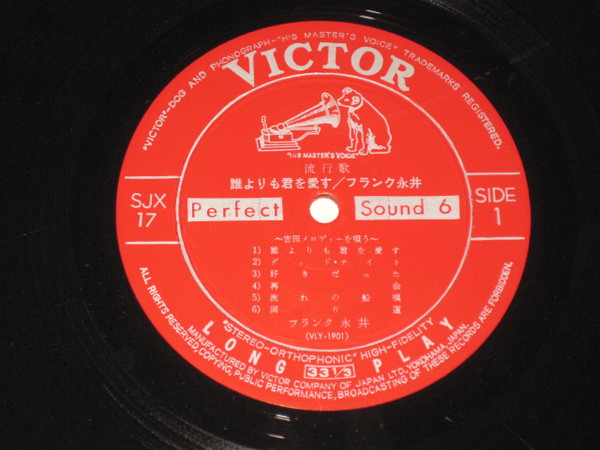 "VICTOR"-DOG AND PHONOGRAPH-"HIS MASTER'S VOICE" TRADEMARKS REGISTERED.
VICTOR
"HIS MASTER'S VOICE"
流行歌
誰よりも君を愛す/フランク永井
SJX
17
Perfect
Sound 6
SIDE
1
〜吉田メロディーを唄う〜
1) 誰よりも君を愛す
2) グッド・ナイト
3) 好きだった
4) 再会
5) 流れの船唄
6) 廻り運
フランク 永井
(VLY-1901)
"STEREO-ORTHOPHONIC" HIGH-FIDELITY
LONG 33 1/3 PLAY
MANUFACTURED BY VICTOR COMPANY OF JAPAN LTD., YOKOHAMA, JAPAN.
ALL RIGHTS RESERVED, COPYING, PUBLIC PERFORMANCE, BROADCASTING OF THESE RECORDS ARE FORBIDDEN.